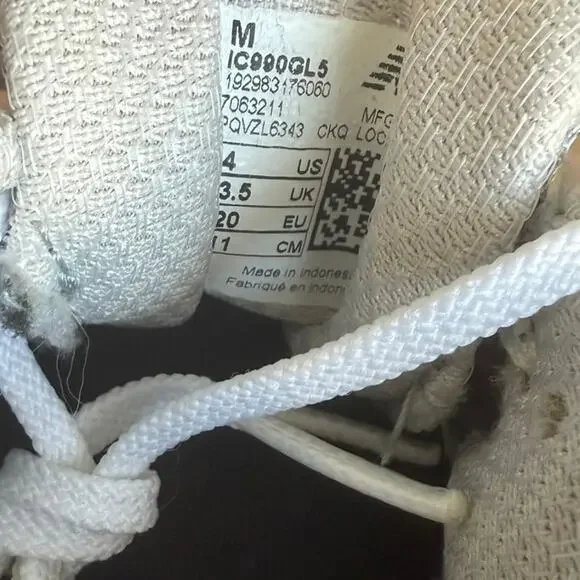 M
IC990GL5
192983176060
7063211 MFG
PQVZL6343 CKQ LOC
4 US
3.5 UK
20 EU
11 CM
Made in Indones
Fabriqué en Indon